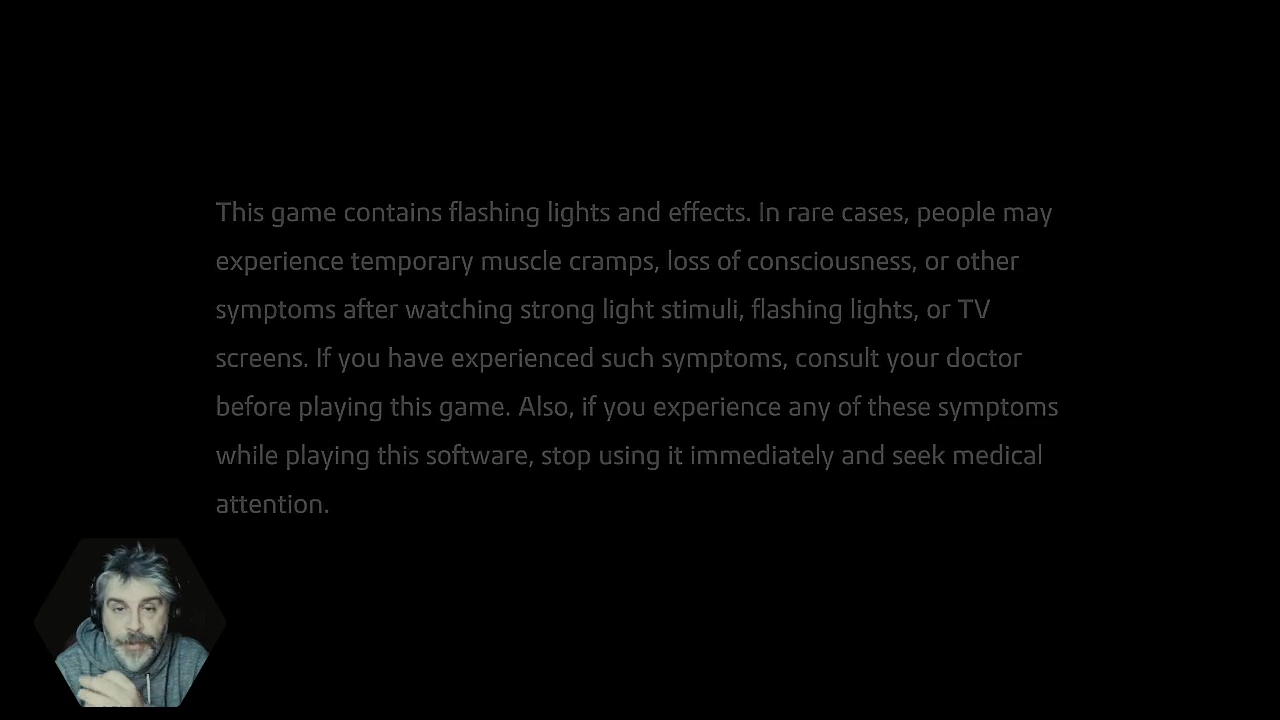 This game contains flashing lights and effects. In rare cases, people may
experience temporary muscle cramps, loss of consciousness, or other
symptoms after watching strong light stimuli, flashing lights, or TV
screens. If you have experienced such symptoms, consult your doctor
before playing this game. Also, if you experience any of these symptoms
while playing this software, stop using it immediately and seek medical
attention.